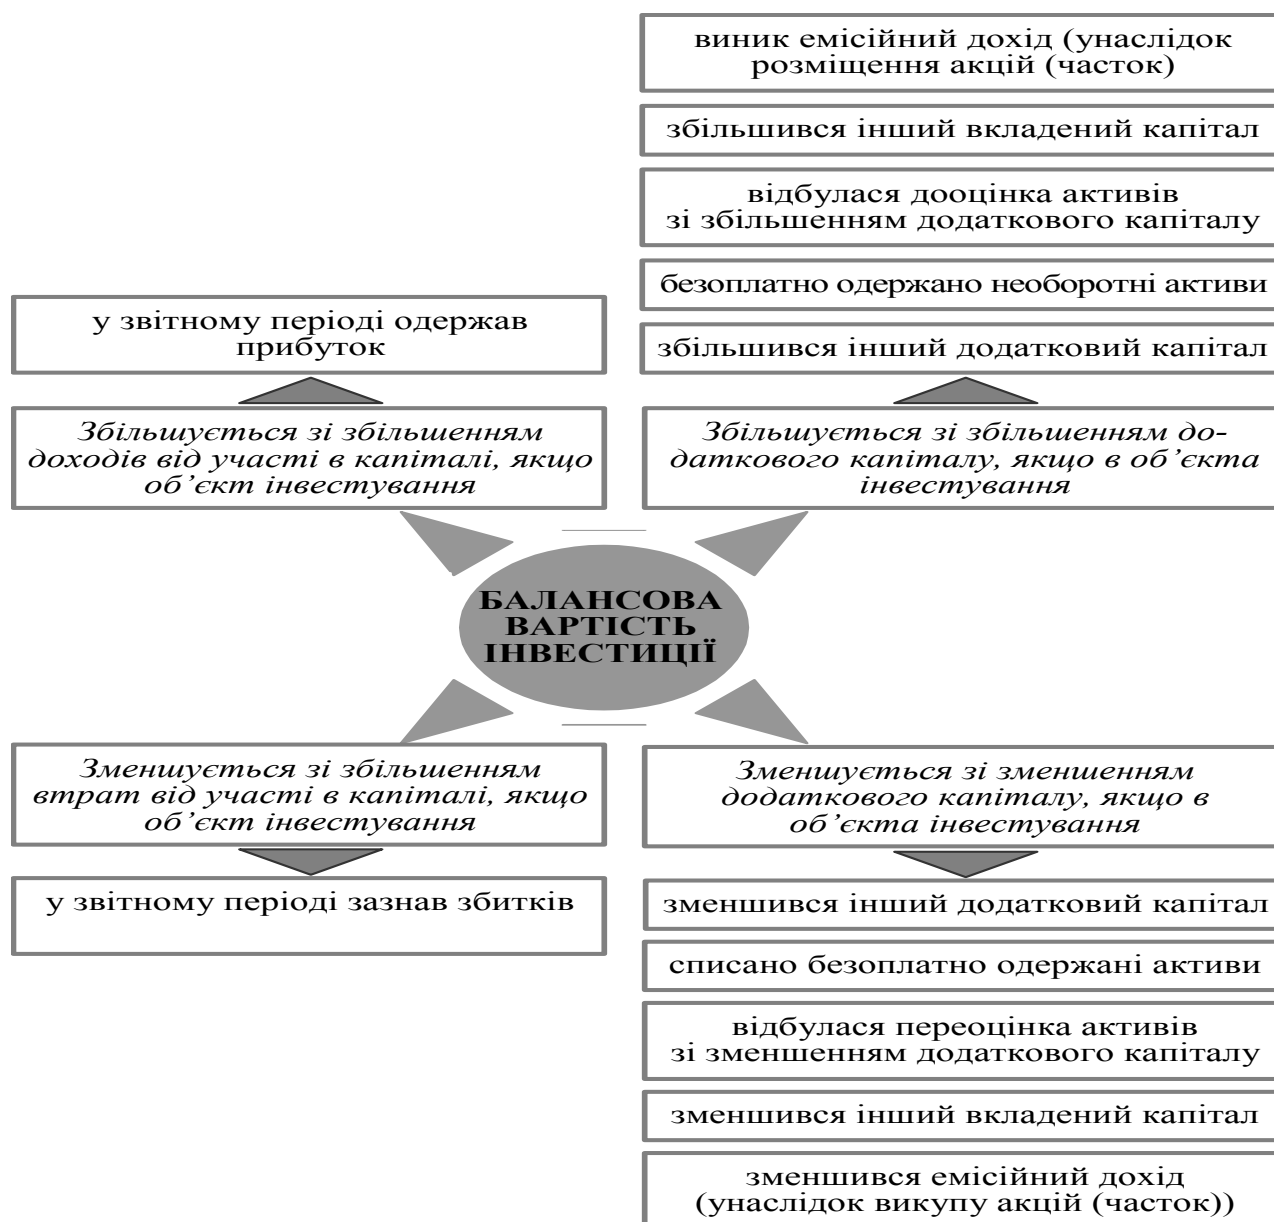 виник емісійний дохід (унаслідок
розміщення акцій (часток)
збільшився інший вкладений капітал
відбулася дооцінка активів
зі збільшенням додаткового капіталу
безоплатно одержано необоротні активи
збільшився інший додатковий капітал
у звітному періоді одержав
прибуток
Збільшується зі збільшенням
доходів від участі в капіталі, якщо
об’єкт інвестування
Збільшується зі збільшенням до-
даткового капіталу, якщо в об’єкта
інвестування
БАЛАНСОВА
ВАРТІСТЬ
ІНВЕСТИЦІЇ
Зменшується зі збільшенням
втрат від участі в капіталі, якщо
об’єкт інвестування
у звітному періоді зазнав збитків
Зменшується зі зменшенням
додаткового капіталу, якщо в
об’єкта інвестування
зменшився інший додатковий капітал
списано безоплатно одержані активи
відбулася переоцінка активів
зі зменшенням додаткового капіталу
зменшився інший вкладений капітал
зменшився емісійний дохід
(унаслідок викупу акцій (часток))